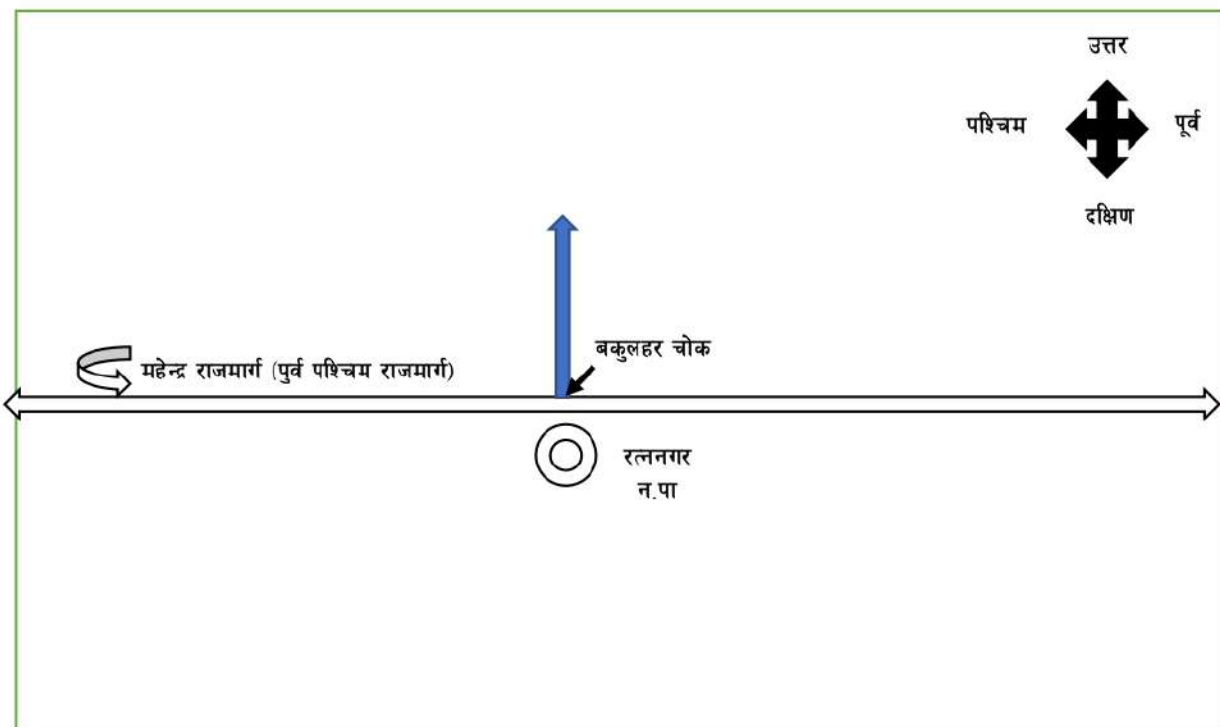 उत्तर
पश्चिम
पूर्व
दक्षिण
बकुलहर चोक
महेन्द्र राजमार्ग (पुर्व पश्चिम राजमार्ग)
रत्ननगर
न.पा